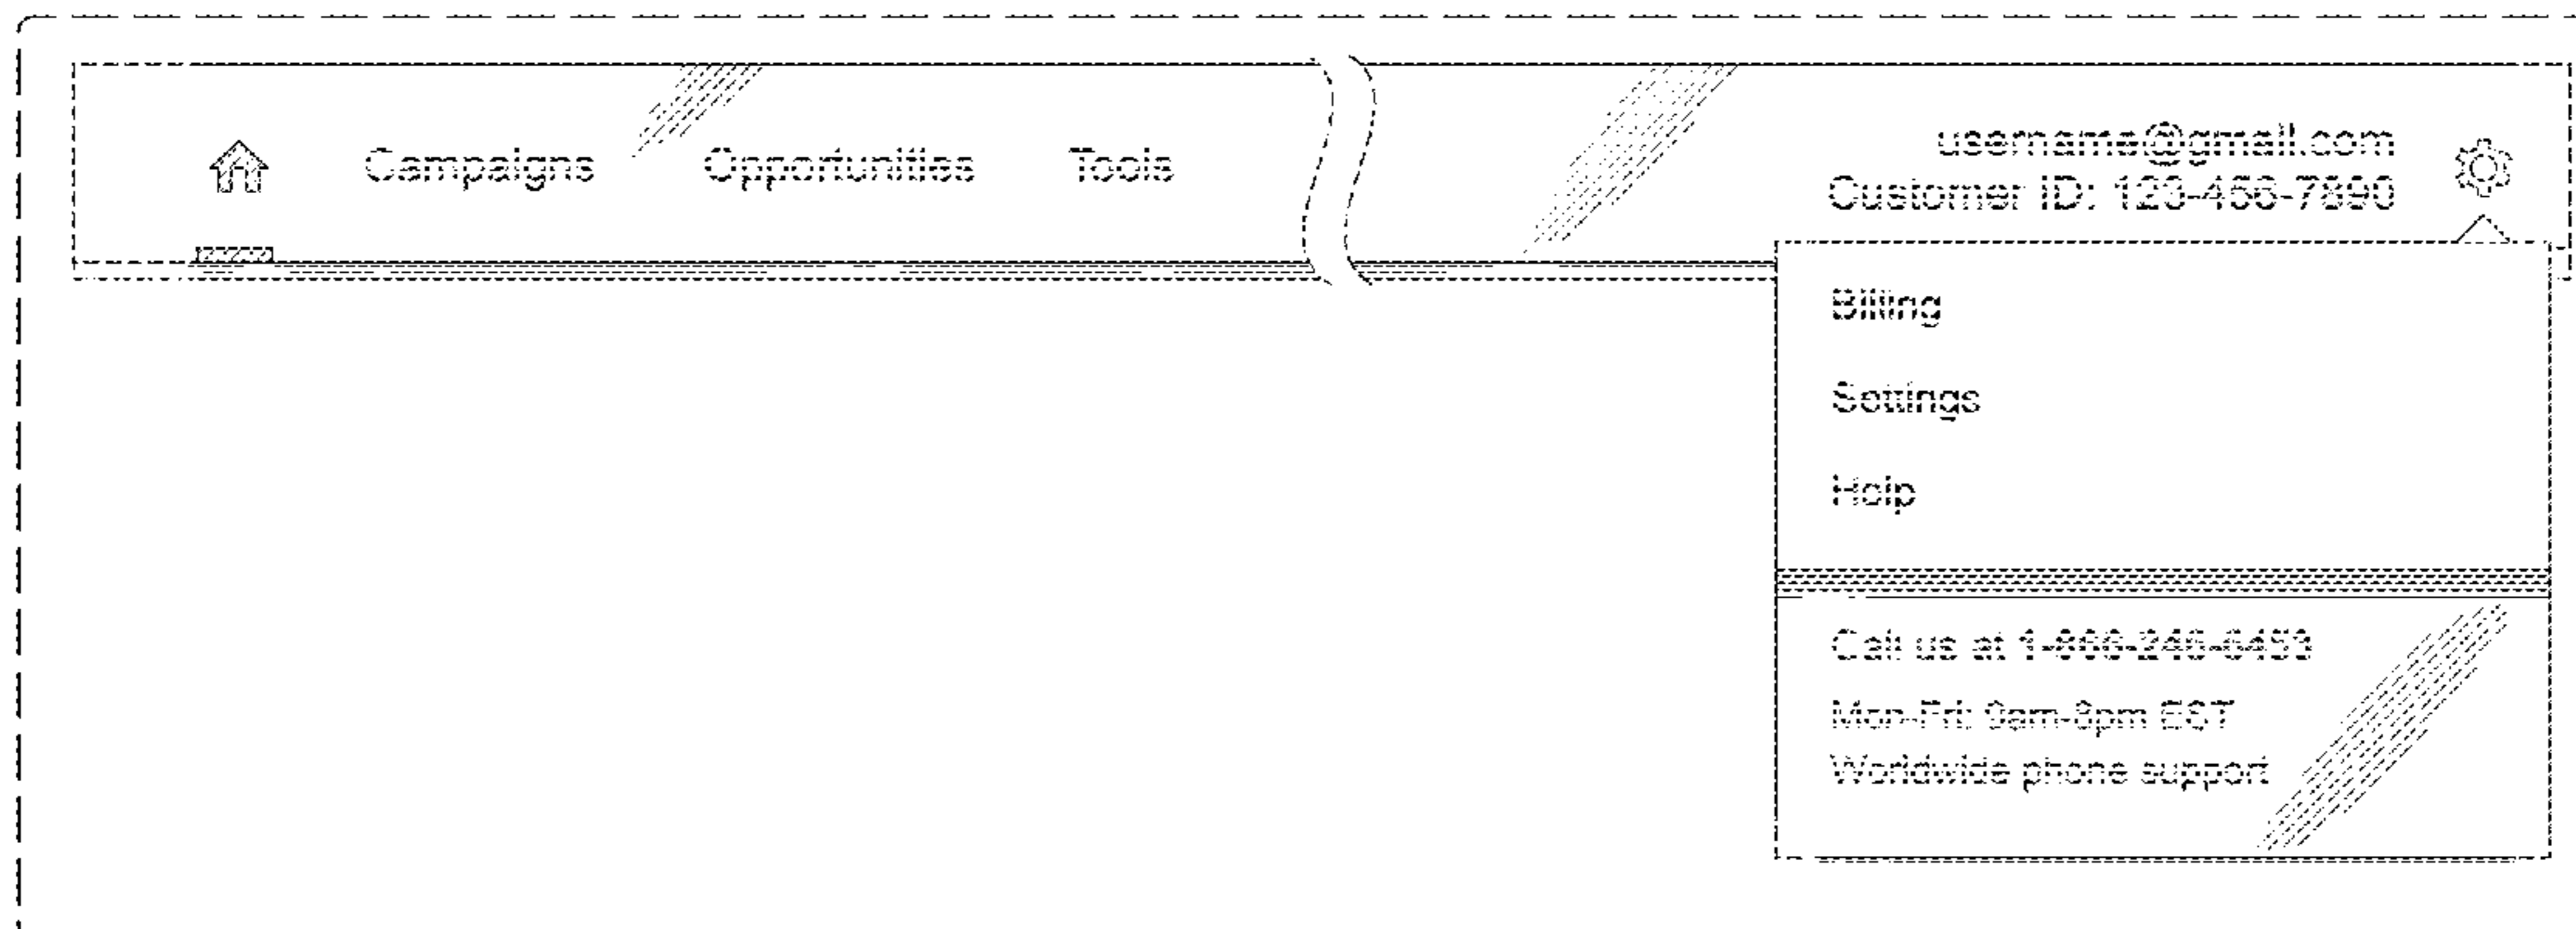 Campaigns Opportunities Tools
username@gmail.com
Customer ID: 123-456-7890
Billing
Settings
Help
Call us at 1-866-246-6453
Mon-Fri: 9am-8pm EST
Worldwide phone support